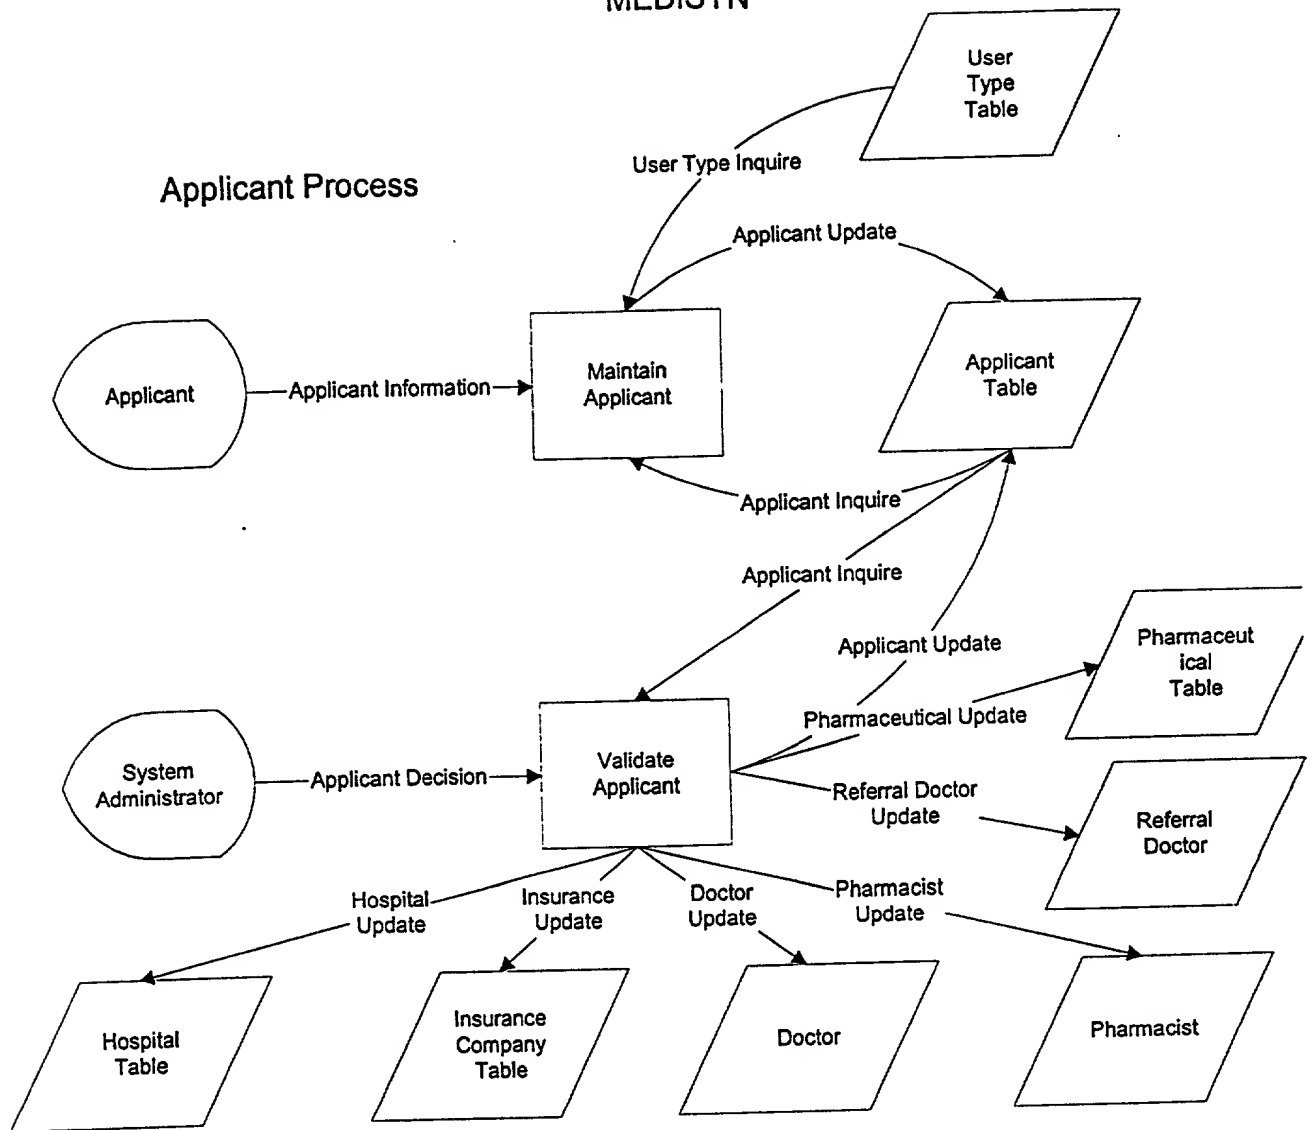 MEDISYN
User
Type
Table
User Type Inquire
Applicant Process
Applicant Update
Applicant
Applicant Information
Maintain
Applicant
Applicant
Table
Applicant Inquire
Applicant Inquire
Applicant Update
Pharmaceut
ical
Table
Pharmaceutical Update
System
Administrator
Applicant Decision
Validate
Applicant
Referral Doctor
Update
Referral
Doctor
Hospital
Update
Insurance
Update
Doctor
Update
Pharmacist
Update
Hospital
Table
Insurance
Company
Table
Doctor
Pharmacist